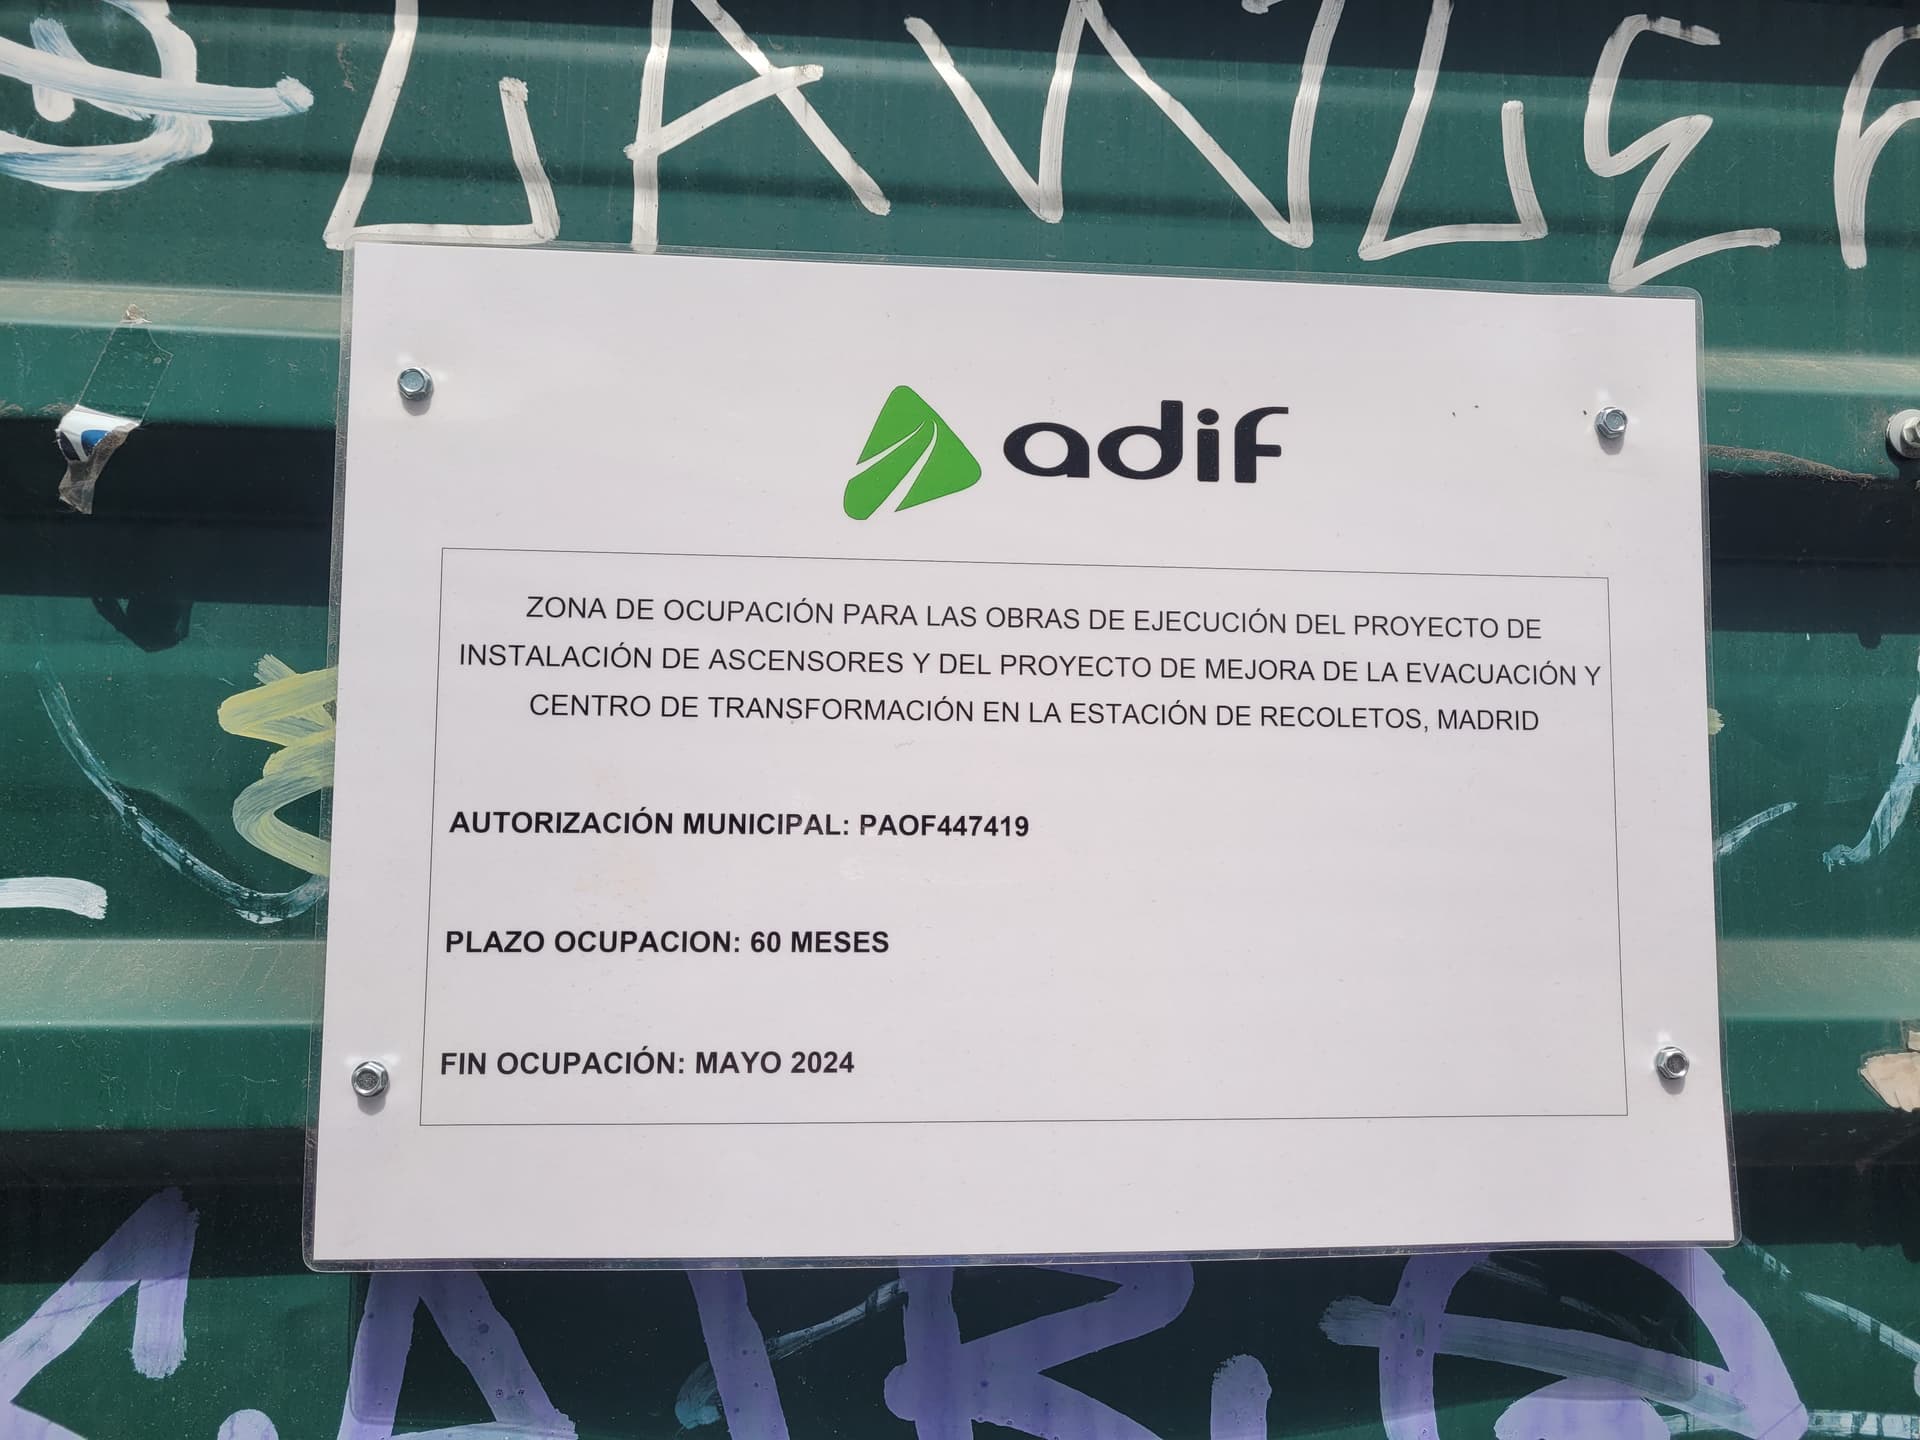 adif
ZONA DE OCUPACIÓN PARA LAS OBRAS DE EJECUCIÓN DEL PROYECTO DE
INSTALACIÓN DE ASCENSORES Y DEL PROYECTO DE MEJORA DE LA EVACUACIÓN Y
CENTRO DE TRANSFORMACIÓN EN LA ESTACIÓN DE RECOLETOS, MADRID
AUTORIZACIÓN MUNICIPAL: PAOF447419
PLAZO OCUPACION: 60 MESES
FIN OCUPACIÓN: MAYO 2024